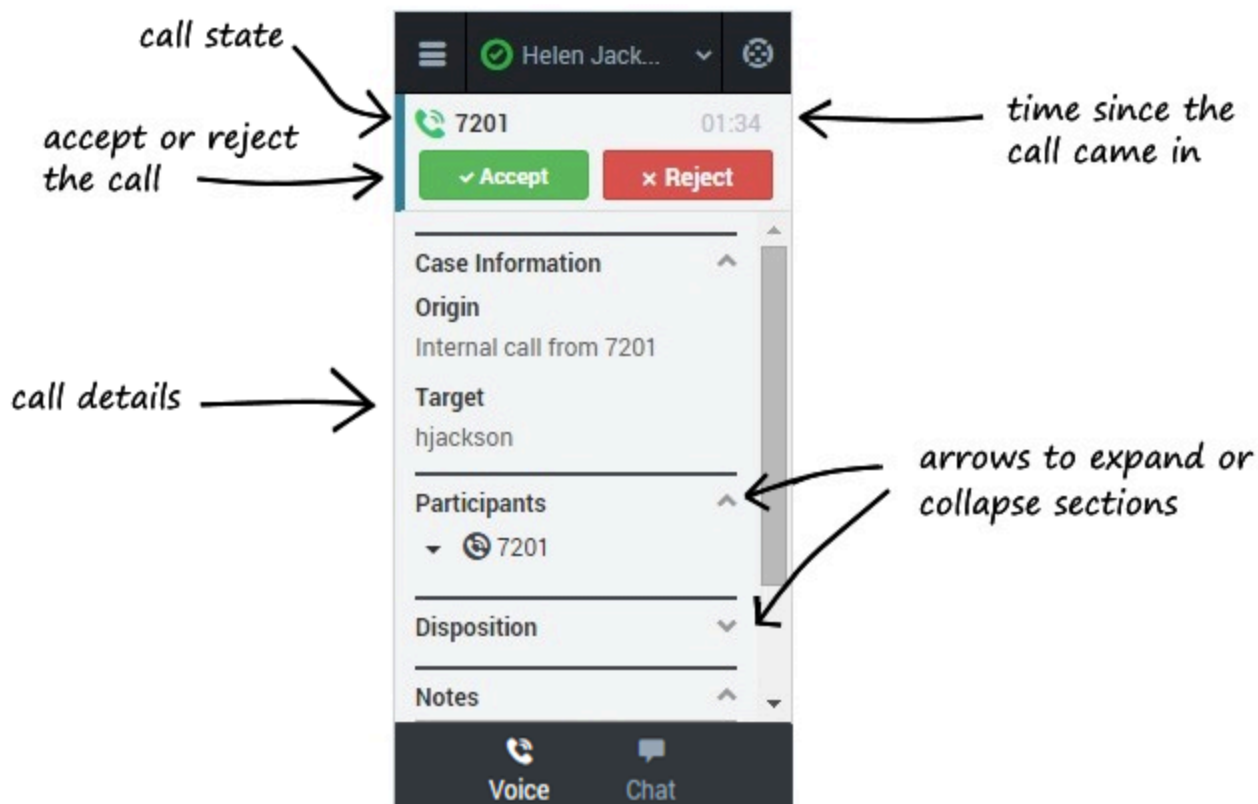 call state
Helen Jack...
7201 01:34
time since the
call came in
accept or reject
the call
Accept Reject
Case Information
Origin
Internal call from 7201
call details
Target
hjackson
arrows to expand or
collapse sections
Participants
7201
Disposition
Notes
Voice Chat